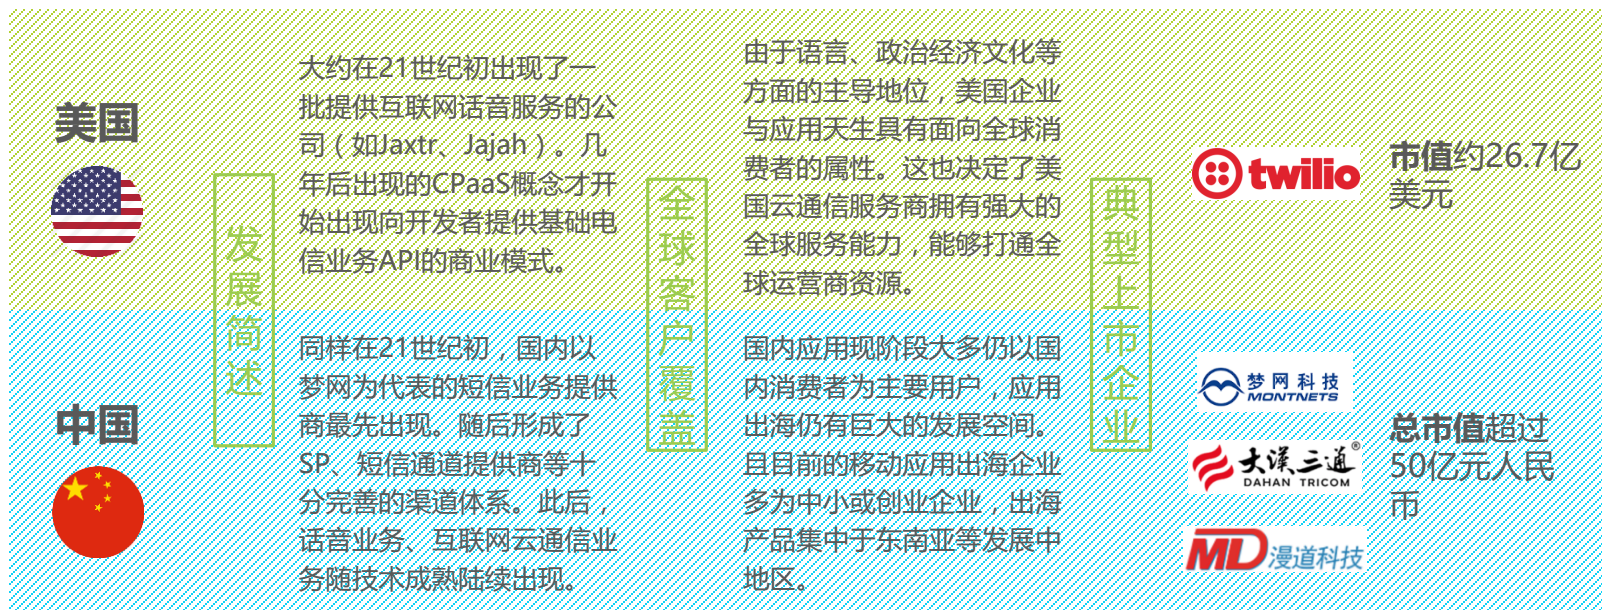 美国
发展简述
大约在21世纪初出现了一
批提供互联网话音服务的公
司（如Jaxtr、Jajah）。几
年后出现的CPaaS概念才开
始出现向开发者提供基础电
信业务API的商业模式。
全球客户覆盖
由于语言、政治经济文化等
方面的主导地位，美国企业
与应用天生具有面向全球消
费者的属性。这也决定了美
国云通信服务商拥有强大的
全球服务能力，能够打通全
球运营商资源。
典型上市企业
twilio
市值约26.7亿
美元
中国
同样在21世纪初，国内以
梦网为代表的短信业务提供
商最先出现。随后形成了
SP、短信通道提供商等十
分完善的渠道体系。此后，
话音业务、互联网云通信业
务随技术成熟陆续出现。
国内应用现阶段大多仍以国
内消费者为主要用户，应用
出海仍有巨大的发展空间。
且目前的移动应用出海企业
多为中小或创业企业，出海
产品集中于东南亚等发展中
地区。
梦网科技
MONTNETS
大漢三通®
DAHAN TRICOM
MD漫道科技
总市值超过
50亿元人民
币